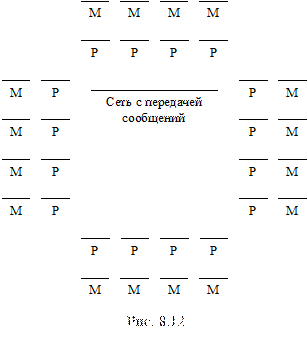 М М М М
Р Р Р Р
М Р Сеть с передачей Р М
сообщений
М Р Р М
М Р Р М
М Р Р М
Р Р Р Р
М М М М
Рис. 8.12